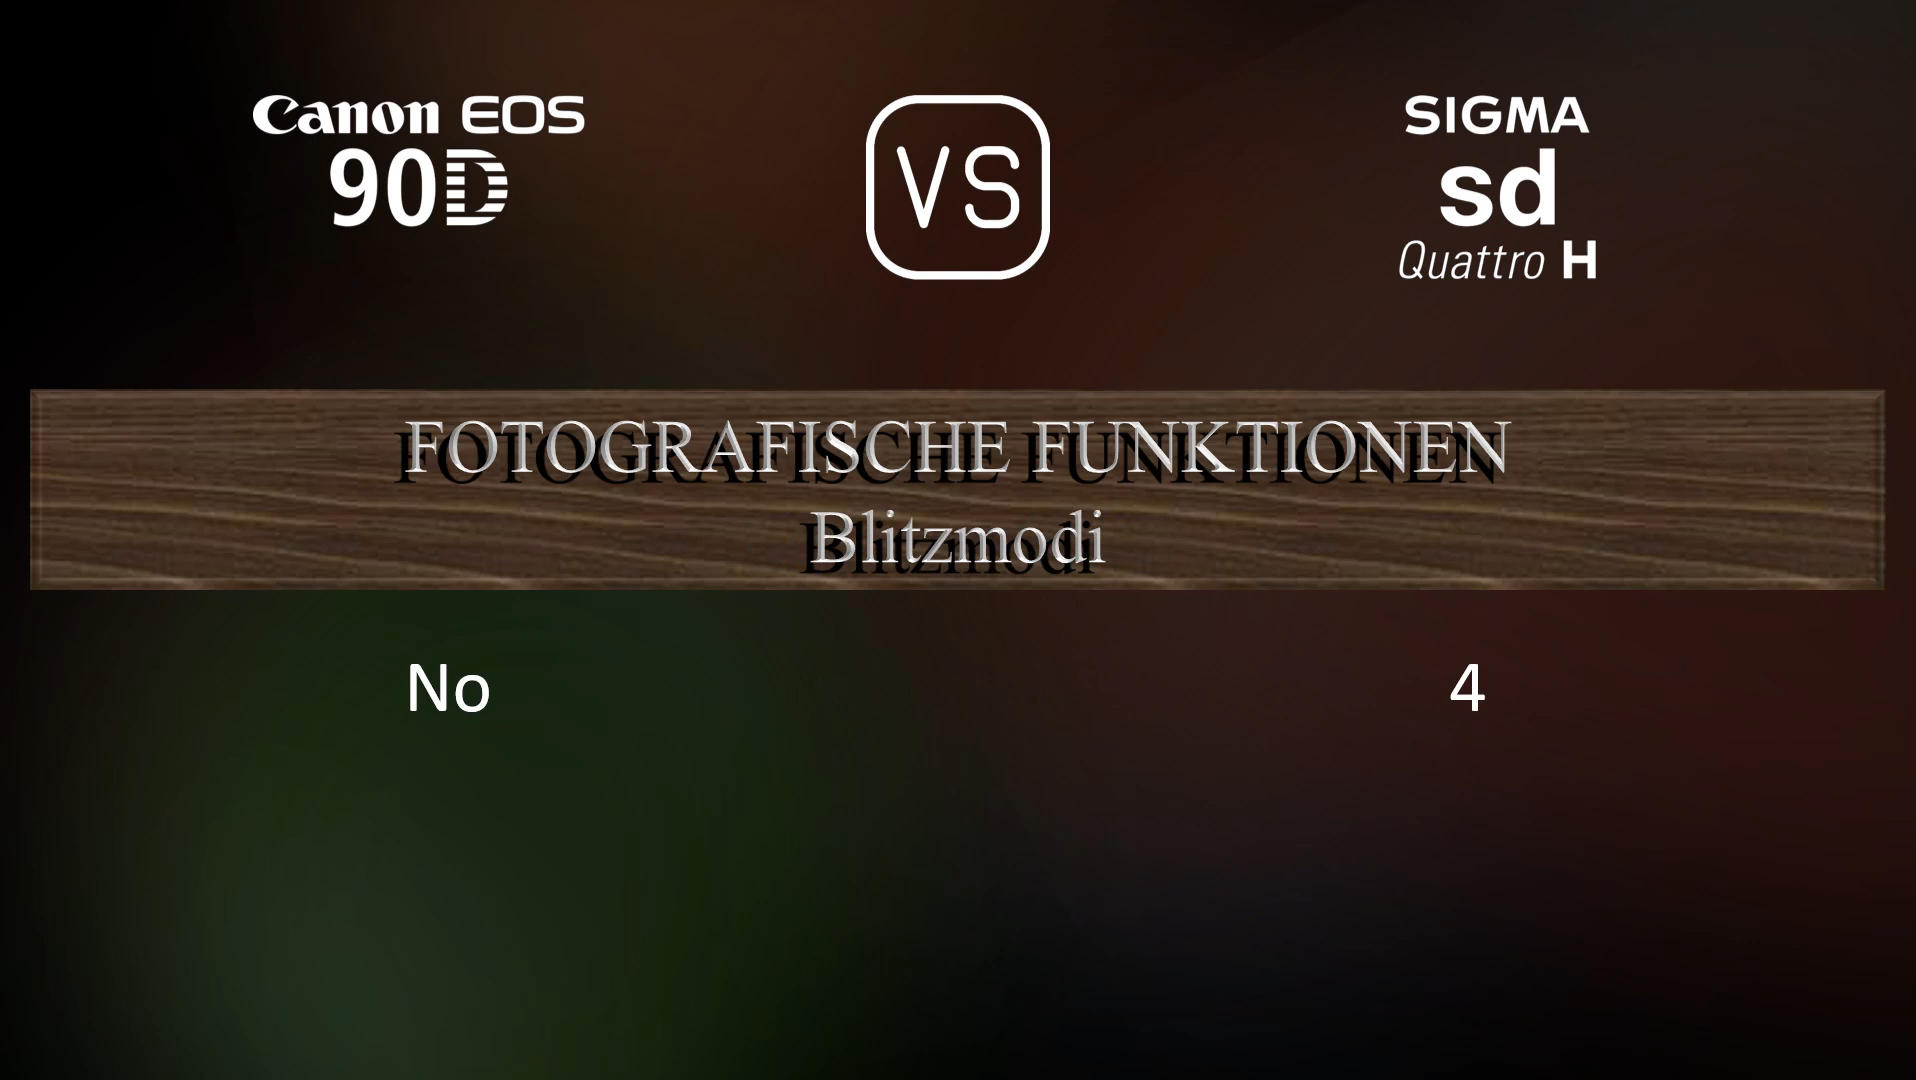 Canon EOS
90D
VS
SIGMA
sd
Quattro H
FOTOGRAFISCHE FUNKTIONEN
Blitzmodi
No
4